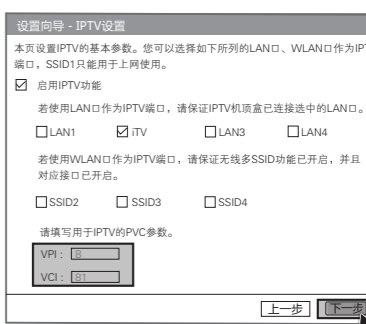 设置向导 - IPTV设置
本页设置IPTV的基本参数。您可以选择如下所列的LAN口、WLAN口作为IPT
端口，SSID1只能用于上网使用。
启用IPTV功能
若使用LAN口作为IPTV端口，请保证IPTV机顶盒已连接选中的LAN口。
LAN1 iTV LAN3 LAN4
若使用WLAN口作为IPTV端口，请保证无线多SSID功能已开启，并且
对应接口已开启。
SSID2 SSID3 SSID4
请填写用于IPTV的PVC参数。
VPI： 8
VCI： 81
上一步 下一步